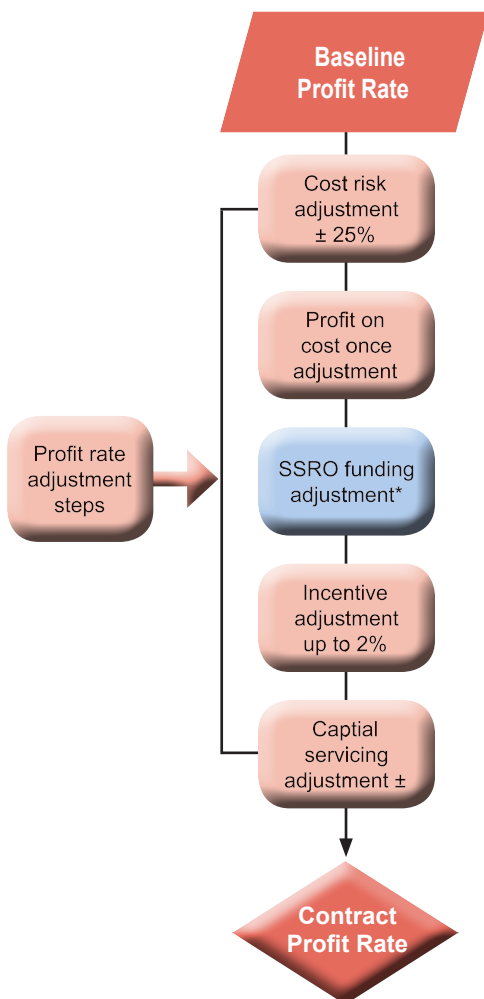 Baseline
Profit Rate
Cost risk
adjustment
± 25%
Profit on
cost once
adjustment
Profit rate
adjustment
steps
SSRO funding
adjustment*
Incentive
adjustment
up to 2%
Captial
servicing
adjustment ±
Contract
Profit Rate